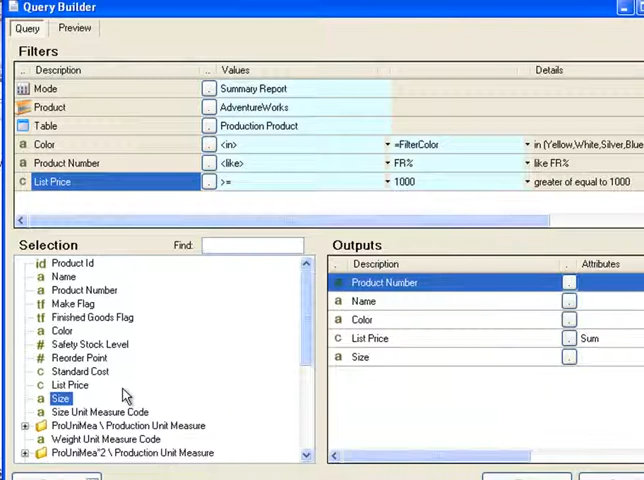 Query Builder
Query Preview
Filters
.. Description .. Values Details
Mode . Summary Report
Product . AdventureWorks
Table . Production Product
a Color . <in> =FilterColor in (Yellow,White,Silver,Blue
a Product Number . <like> FR% like FR%
c List Price . >= 1000 greater of equal to 1000
Selection Find: Outputs
. Description . Attributes
id Product Id
a Name
a Product Number
tf Make Flag
tf Finished Goods Flag
a Color
# Safety Stock Level
# Reorder Point
c Standard Cost
c List Price
a Size
a Size Unit Measure Code
ProUniMea \ Production Unit Measure
a Weight Unit Measure Code
ProUniMea^2 \ Production Unit Measure
a Product Number .
a Name .
a Color .
c List Price . Sum
a Size .